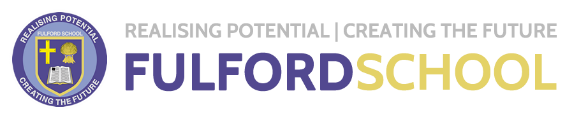 REALISING POTENTIAL
FULFORD SCHOOL
CREATING THE FUTURE
REALISING POTENTIAL | CREATING THE FUTURE
FULFORDSCHOOL